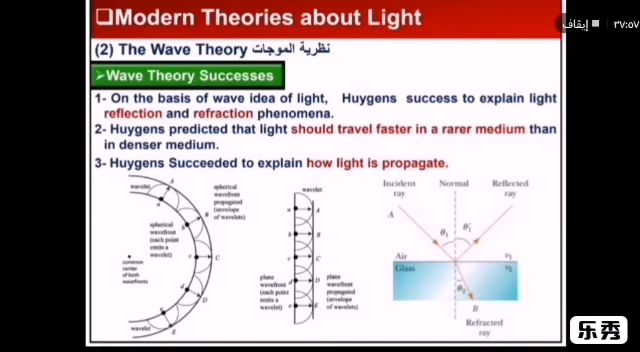 ❑Modern Theories about Light
إيقاف
٣٧:٥٧
(2) The Wave Theory نظرية الموجات
➢Wave Theory Successes
1- On the basis of wave idea of light, Huygens success to explain light
reflection and refraction phenomena.
2- Huygens predicted that light should travel faster in a rarer medium than
in denser medium.
3- Huygens Succeeded to explain how light is propagate.
wavelet
A
a
spherical
wavefront
propagated
(envelope
of wavelets)
B
b
spherical
wavefront
(each point
emits a
wavelet)
common
center
of both
wavefronts
C
c
d
D
wavelet
E
wavelet
a
A
b
B
c
C
plane
wavefront
(each point
emits a
wavelet)
d
D
plane
wavefront
propagated
(envelope
of wavelets)
e
E
Incident
ray
Normal
Reflected
ray
A
θ1
θ1′
Air
v1
Glass
v2
θ2
B
Refracted
ray
乐秀